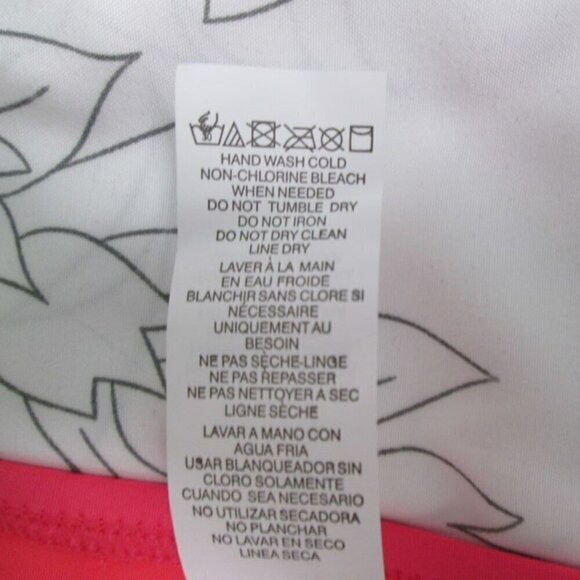 30
HAND WASH COLD
NON-CHLORINE BLEACH
WHEN NEEDED
DO NOT TUMBLE DRY
DO NOT IRON
DO NOT DRY CLEAN
LINE DRY
LAVER À LA MAIN
EN EAU FROIDE
BLANCHIR SANS CLORE SI
NÉCESSAIRE
UNIQUEMENT AU
BESOIN
NE PAS SÈCHE-LINGE
NE PAS REPASSER
NE PAS NETTOYER A SEC
LIGNE SÈCHE
LAVAR A MANO CON
AGUA FRIA
USAR BLANQUEADOR SIN
CLORO SOLAMENTE
CUANDO SEA NECESARIO
NO UTILIZAR SECADORA
NO PLANCHAR
NO LAVAR EN SECO
LINEA SECA